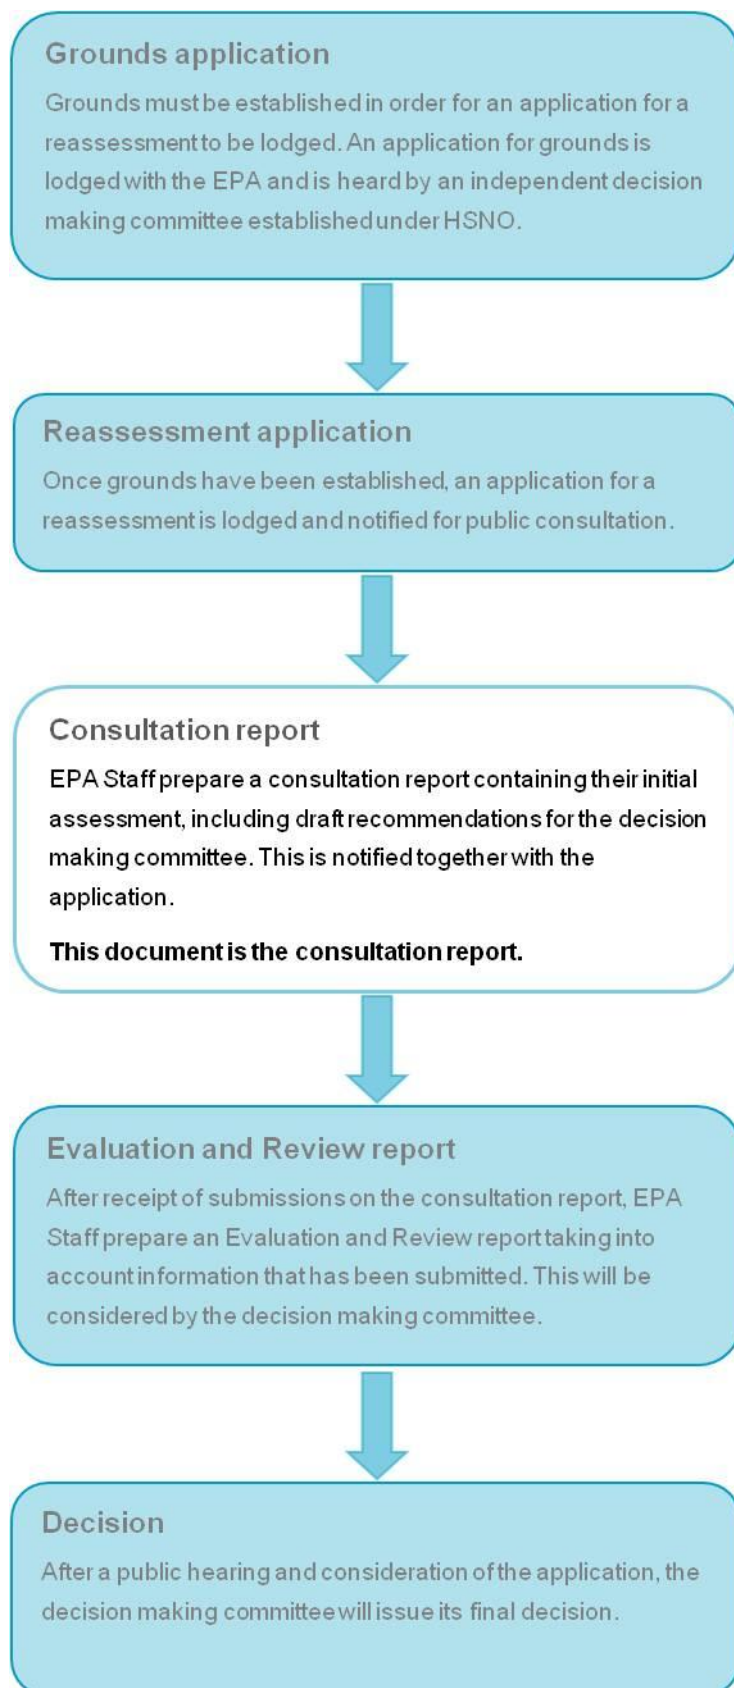 Grounds application
Grounds must be established in order for an application for a
reassessment to be lodged. An application for grounds is
lodged with the EPA and is heard by an independent decision
making committee established under HSNO.
Reassessment application
Once grounds have been established, an application for a
reassessment is lodged and notified for public consultation.
Consultation report
EPA Staff prepare a consultation report containing their initial
assessment, including draft recommendations for the decision
making committee. This is notified together with the
application.
This document is the consultation report.
Evaluation and Review report
After receipt of submissions on the consultation report, EPA
Staff prepare an Evaluation and Review report taking into
account information that has been submitted. This will be
considered by the decision making committee.
Decision
After a public hearing and consideration of the application, the
decision making committee will issue its final decision.